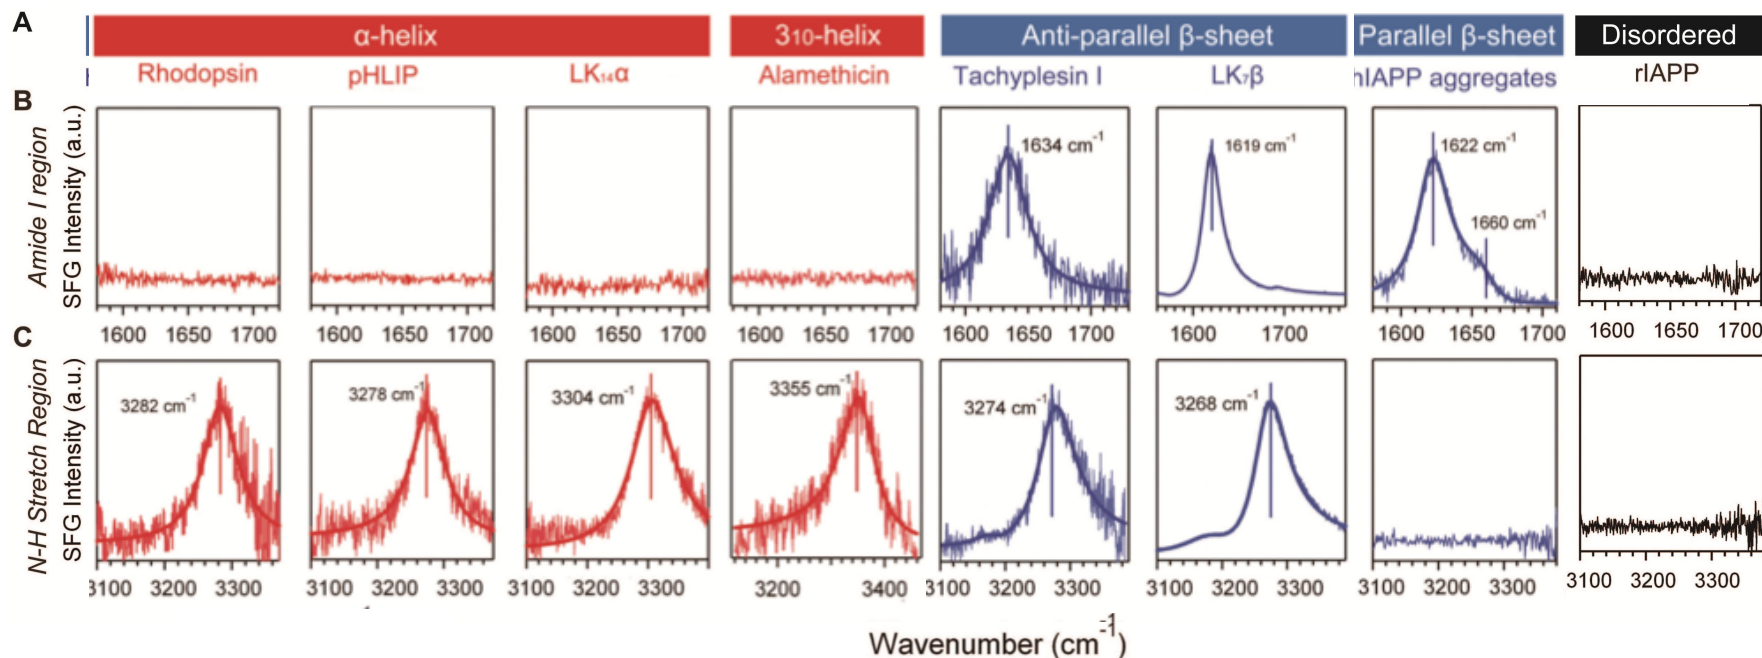 A
α-helix
3₁₀-helix
Anti-parallel β-sheet
Parallel β-sheet
Disordered
Rhodopsin
pHLIP
LK₁₄α
Alamethicin
Tachyplesin I
LK₇β
hIAPP aggregates
rIAPP
B
Amide I region
SFG Intensity (a.u.)
1634 cm⁻¹
1619 cm⁻¹
1622 cm⁻¹
1660 cm⁻¹
1600 1650 1700
1600 1650 1700
1600 1650 1700
1600 1650 1700
1600 1650 1700
1600 1700
1600 1650 1700
1600 1650 1700
C
N-H Stretch Region
SFG Intensity (a.u.)
3282 cm⁻¹
3278 cm⁻¹
3304 cm⁻¹
3355 cm⁻¹
3274 cm⁻¹
3268 cm⁻¹
3100 3200 3300
3100 3200 3300
3100 3200 3300
3200 3400
3100 3200 3300
3100 3200 3300
3100 3200 3300
3100 3200 3300
Wavenumber (cm⁻¹)